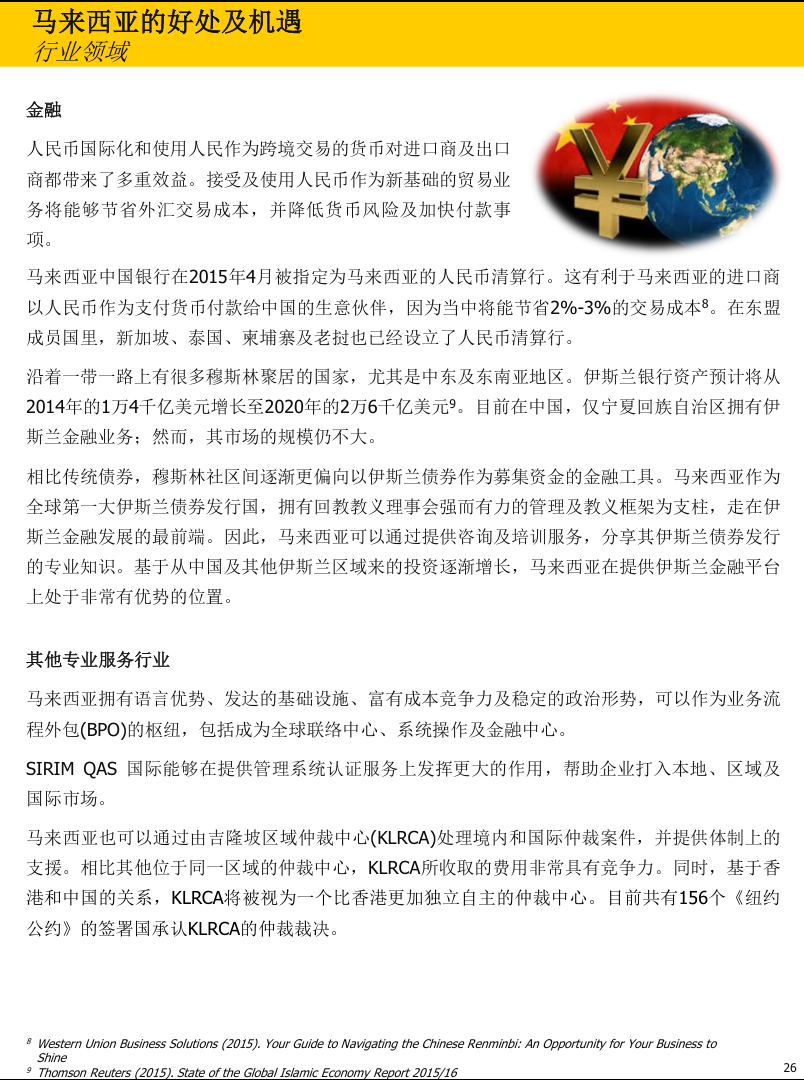 马来西亚的好处及机遇
行业领域
金融
人民币国际化和使用人民作为跨境交易的货币对进口商及出口
商都带来了多重效益。接受及使用人民币作为新基础的贸易业
务将能够节省外汇交易成本，并降低货币风险及加快付款事
项。
马来西亚中国银行在2015年4月被指定为马来西亚的人民币清算行。这有利于马来西亚的进口商
以人民币作为支付货币付款给中国的生意伙伴，因为当中将能节省2%-3%的交易成本8。在东盟
成员国里，新加坡、泰国、柬埔寨及老挝也已经设立了人民币清算行。
沿着一带一路上有很多穆斯林聚居的国家，尤其是中东及东南亚地区。伊斯兰银行资产预计将从
2014年的1万4千亿美元增长至2020年的2万6千亿美元9。目前在中国，仅宁夏回族自治区拥有伊
斯兰金融业务；然而，其市场的规模仍不大。
相比传统债券，穆斯林社区间逐渐更偏向以伊斯兰债券作为募集资金的金融工具。马来西亚作为
全球第一大伊斯兰债券发行国，拥有回教教义理事会强而有力的管理及教义框架为支柱，走在伊
斯兰金融发展的最前端。因此，马来西亚可以通过提供咨询及培训服务，分享其伊斯兰债券发行
的专业知识。基于从中国及其他伊斯兰区域来的投资逐渐增长，马来西亚在提供伊斯兰金融平台
上处于非常有优势的位置。
其他专业服务行业
马来西亚拥有语言优势、发达的基础设施、富有成本竞争力及稳定的政治形势，可以作为业务流
程外包(BPO)的枢纽，包括成为全球联络中心、系统操作及金融中心。
SIRIM QAS 国际能够在提供管理系统认证服务上发挥更大的作用，帮助企业打入本地、区域及
国际市场。
马来西亚也可以通过由吉隆坡区域仲裁中心(KLRCA)处理境内和国际仲裁案件，并提供体制上的
支援。相比其他位于同一区域的仲裁中心，KLRCA所收取的费用非常具有竞争力。同时，基于香
港和中国的关系，KLRCA将被视为一个比香港更加独立自主的仲裁中心。目前共有156个《纽约
公约》的签署国承认KLRCA的仲裁裁决。
8 Western Union Business Solutions (2015). Your Guide to Navigating the Chinese Renminbi: An Opportunity for Your Business to
Shine
9 Thomson Reuters (2015). State of the Global Islamic Economy Report 2015/16
26